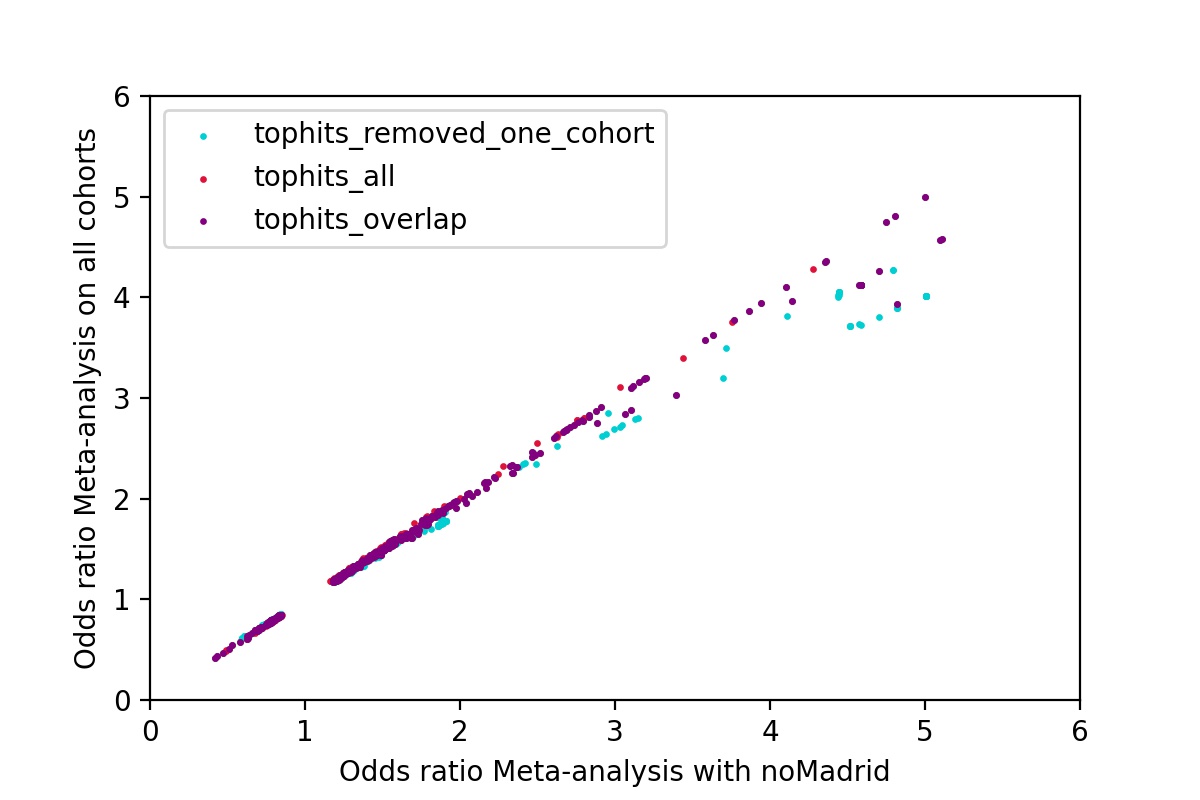 tophits_removed_one_cohort
tophits_all
tophits_overlap
Odds ratio Meta-analysis on all cohorts
6
5
4
3
2
1
0
0 1 2 3 4 5 6
Odds ratio Meta-analysis with noMadrid